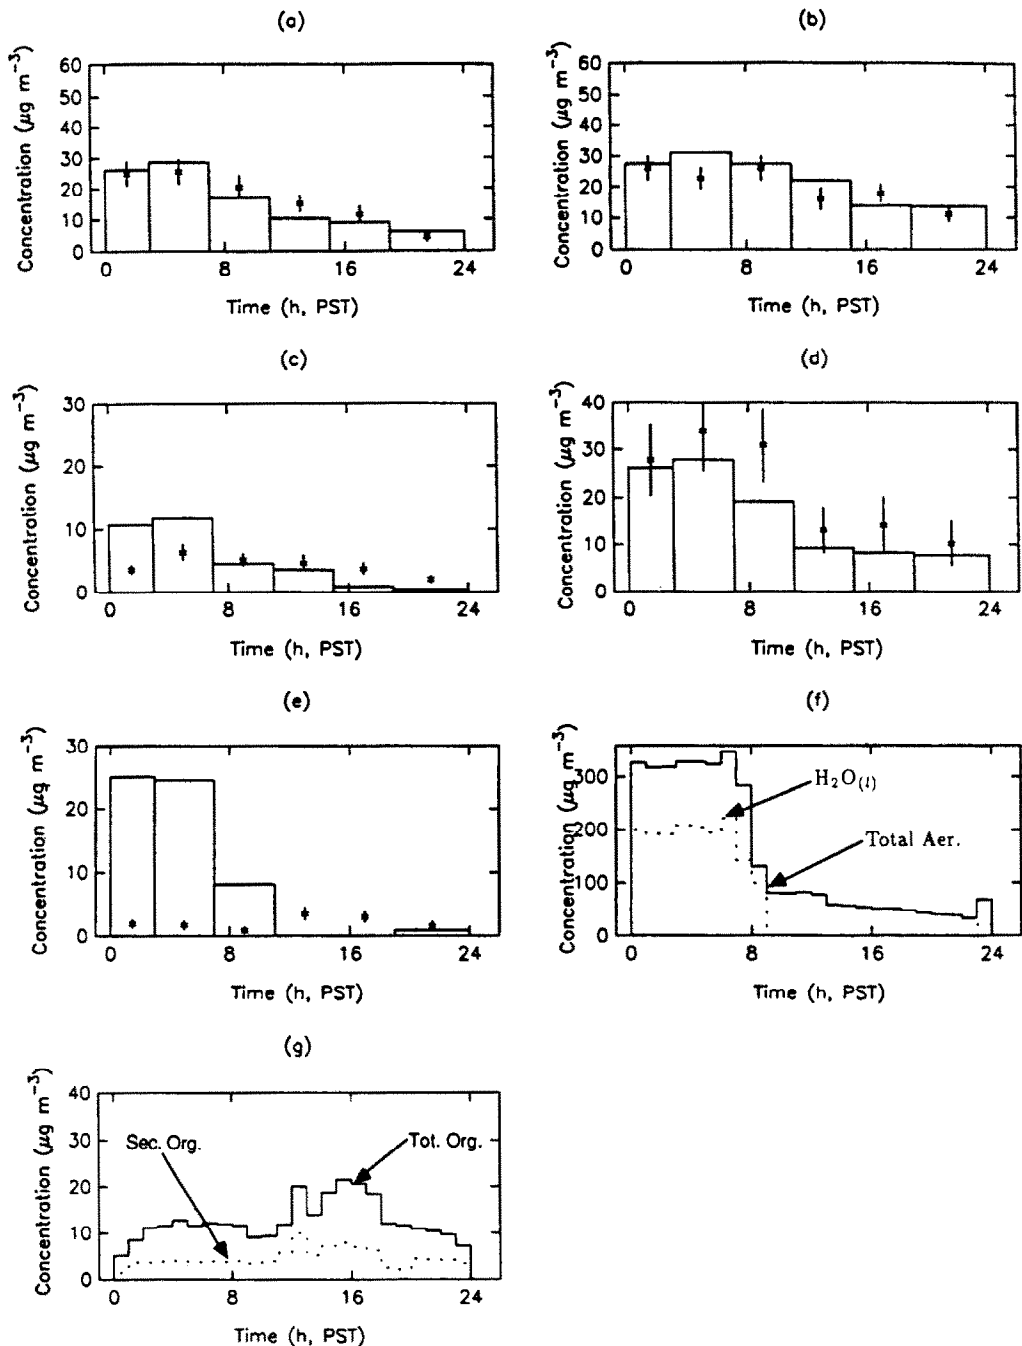 (a)
Concentration (μg m⁻³)
60
50
40
30
20
10
0
0 8 16 24
Time (h, PST)
(b)
Concentration (μg m⁻³)
60
50
40
30
20
10
0
0 8 16 24
Time (h, PST)
(c)
Concentration (μg m⁻³)
30
20
10
0
0 8 16 24
Time (h, PST)
(d)
Concentration (μg m⁻³)
40
30
20
10
0
0 8 16 24
Time (h, PST)
(e)
Concentration (μg m⁻³)
30
20
10
0
0 8 16 24
Time (h, PST)
(f)
Concentration (μg m⁻³)
300
200
100
0
H₂O(l)
Total Aer.
0 8 16 24
Time (h, PST)
(g)
Concentration (μg m⁻³)
40
30
20
10
0
Sec. Org.
Tot. Org.
0 8 16 24
Time (h, PST)